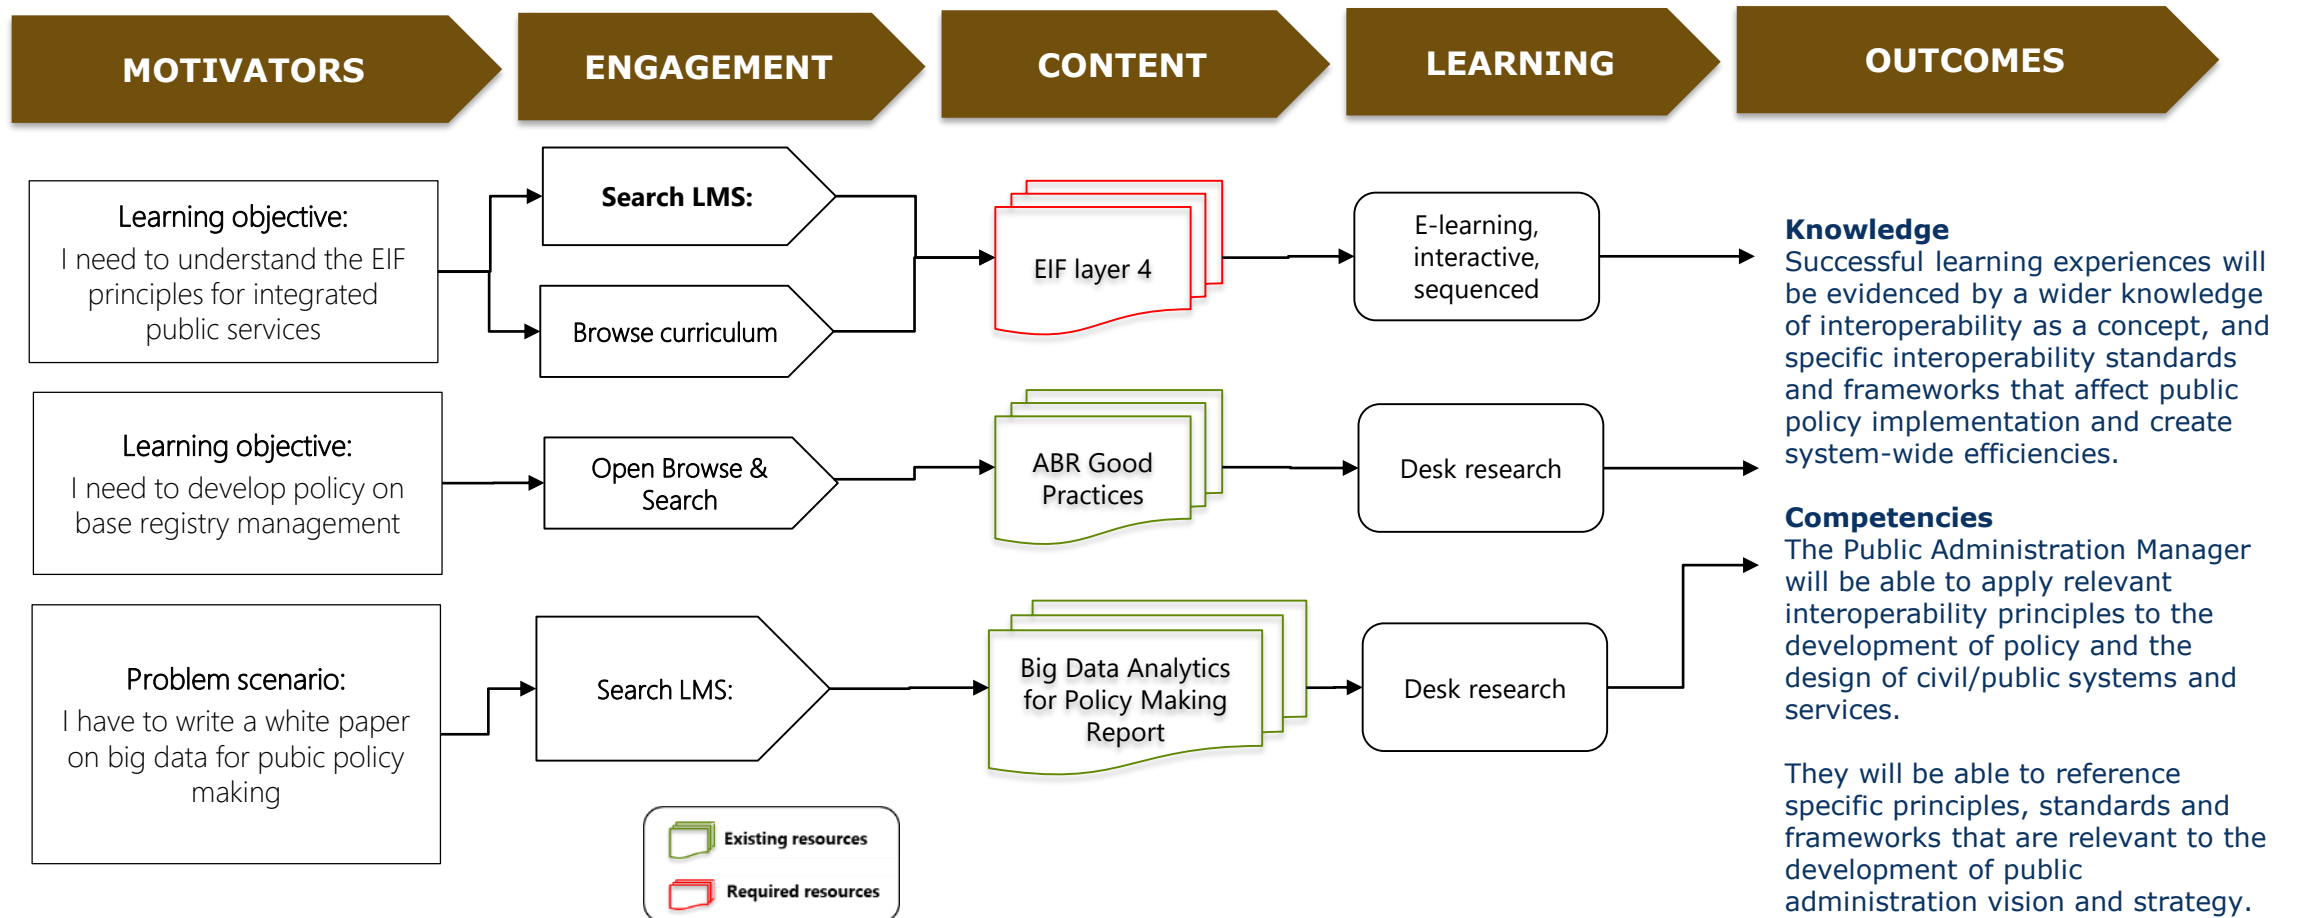 MOTIVATORS
ENGAGEMENT
CONTENT
LEARNING
OUTCOMES
Learning objective:
I need to understand the EIF
principles for integrated
public services
Search LMS:
Browse curriculum
EIF layer 4
E-learning,
interactive,
sequenced
Learning objective:
I need to develop policy on
base registry management
Open Browse &
Search
ABR Good
Practices
Desk research
Problem scenario:
I have to write a white paper
on big data for pubic policy
making
Search LMS:
Big Data Analytics
for Policy Making
Report
Desk research
Knowledge
Successful learning experiences will
be evidenced by a wider knowledge
of interoperability as a concept, and
specific interoperability standards
and frameworks that affect public
policy implementation and create
system-wide efficiencies.
Competencies
The Public Administration Manager
will be able to apply relevant
interoperability principles to the
development of policy and the
design of civil/public systems and
services.
They will be able to reference
specific principles, standards and
frameworks that are relevant to the
development of public
administration vision and strategy.
Existing resources
Required resources